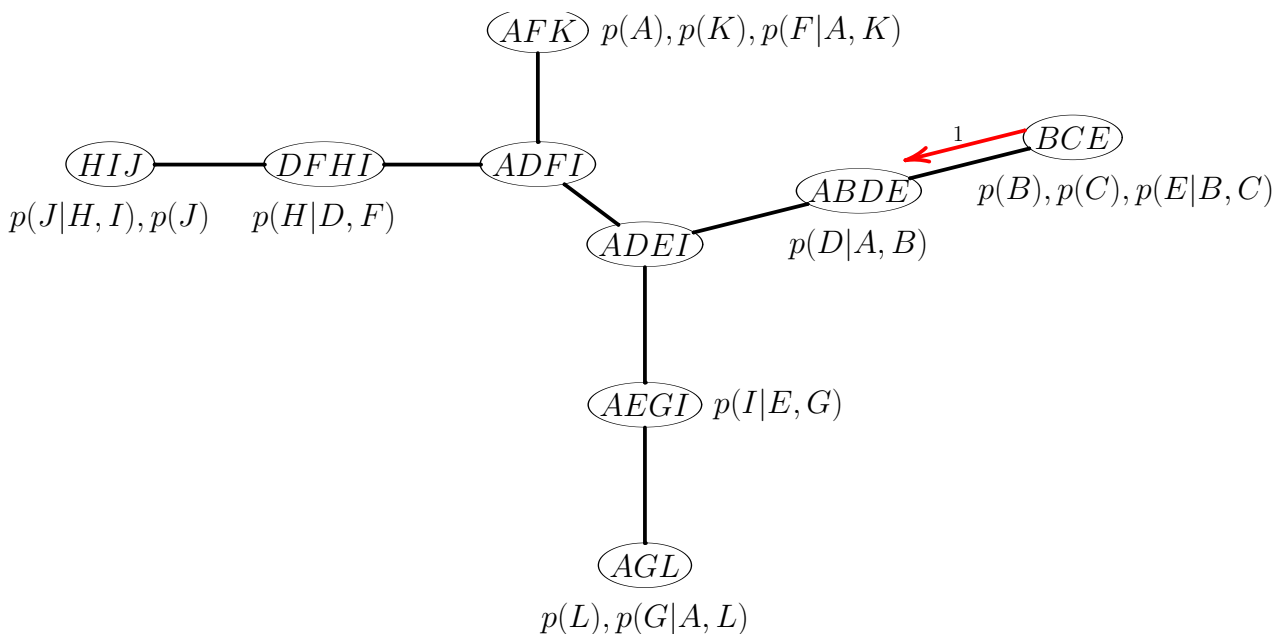 AFK p(A), p(K), p(F|A, K)
1
BCE
HIJ DFHI ADFI
ABDE
p(B), p(C), p(E|B, C)
p(J|H, I), p(J) p(H|D, F)
ADEI
p(D|A, B)
AEGI p(I|E, G)
AGL
p(L), p(G|A, L)